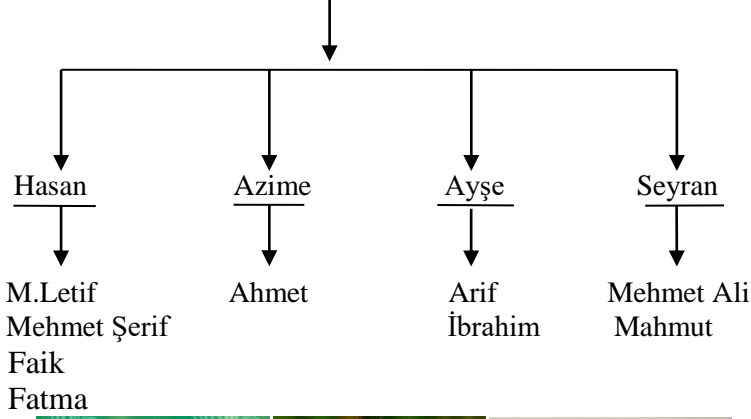 Hasan Azime Ayşe Seyran
M.Letif Ahmet Arif Mehmet Ali
Mehmet Şerif İbrahim Mahmut
Faik
Fatma